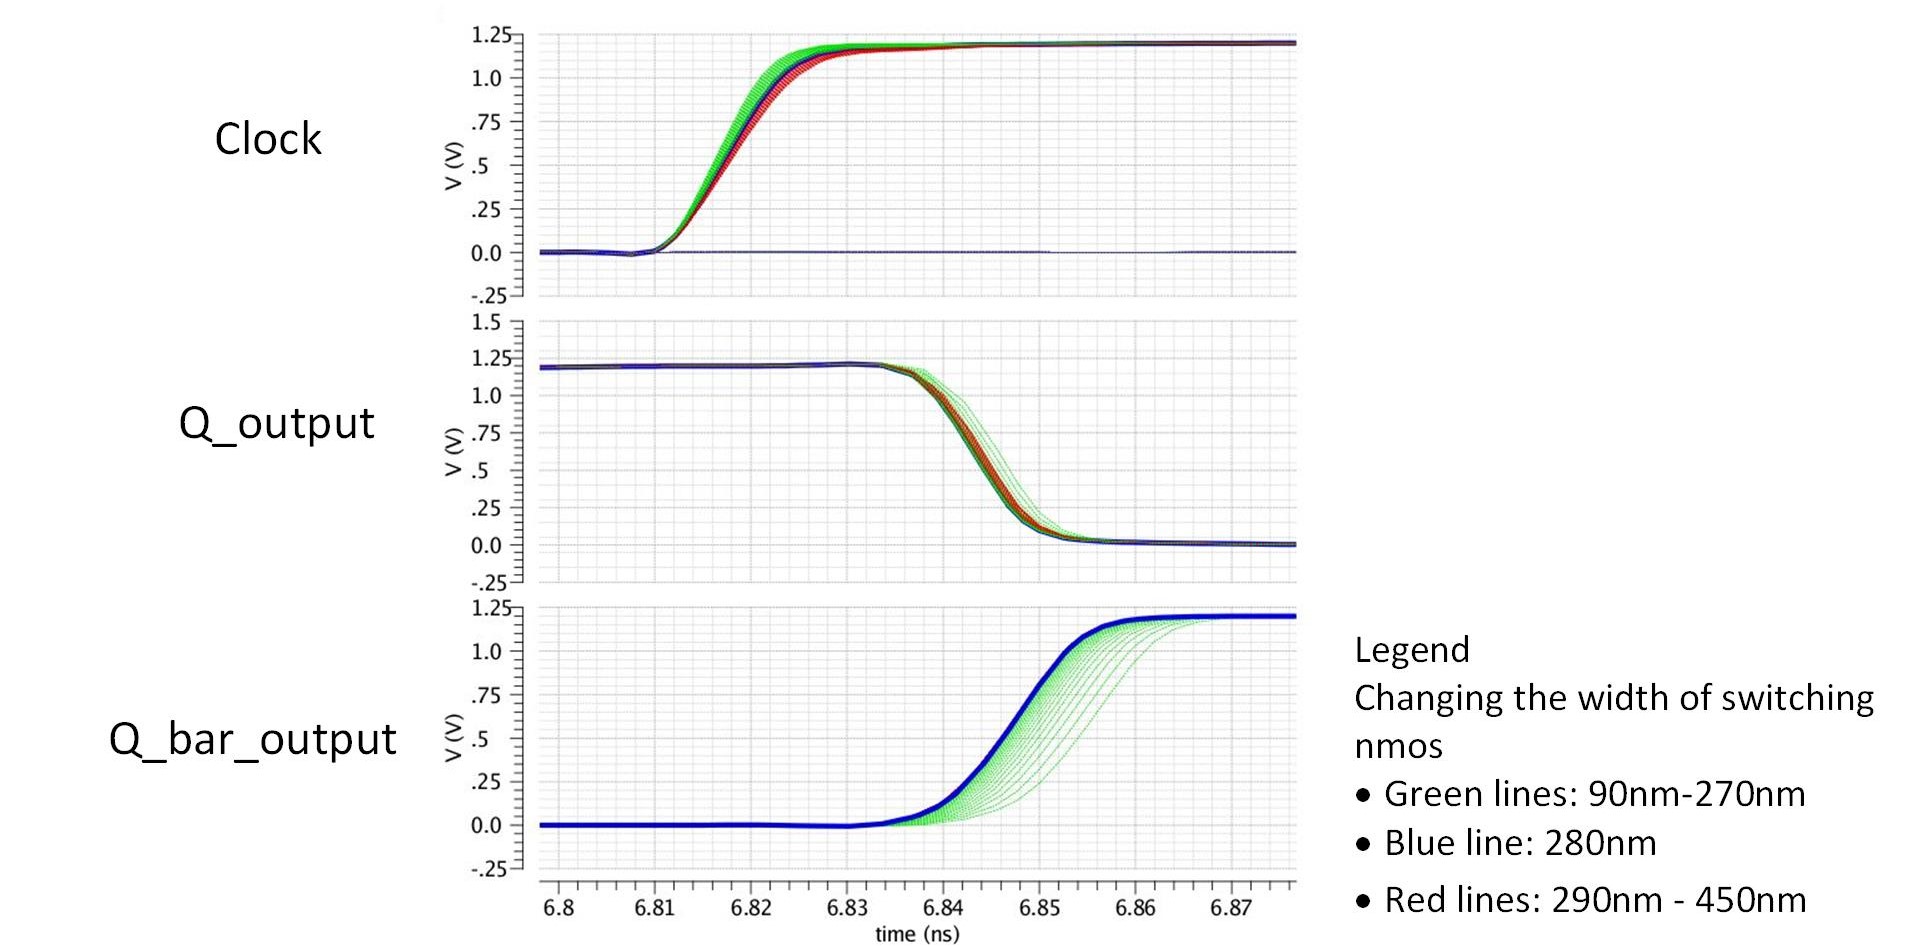 Clock
V (V)
1.25
1.0
.75
.5
.25
0.0
-.25
Q_output
V (V)
1.5
1.25
1.0
.75
.5
.25
0.0
-.25
Q_bar_output
V (V)
1.25
1.0
.75
.5
.25
0.0
-.25
6.8 6.81 6.82 6.83 6.84 6.85 6.86 6.87
time (ns)
Legend
Changing the width of switching
nmos
• Green lines: 90nm-270nm
• Blue line: 280nm
• Red lines: 290nm - 450nm